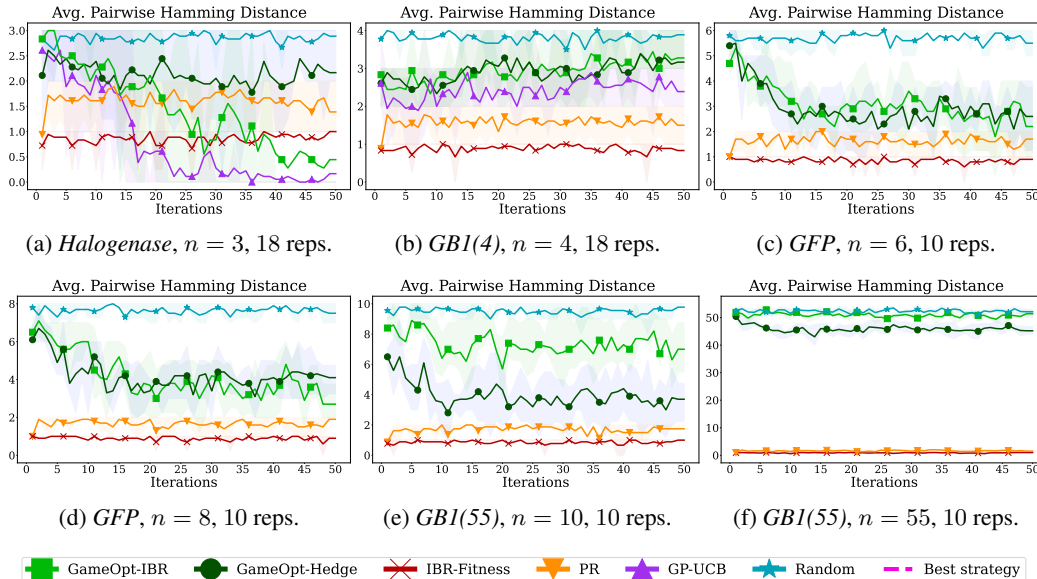 Avg. Pairwise Hamming Distance
3.0
2.5
2.0
1.5
1.0
0.5
0.0
0 5 10 15 20 25 30 35 40 45 50
Iterations
(a) Halogenase, n = 3, 18 reps.
Avg. Pairwise Hamming Distance
4
3
2
1
0
0 5 10 15 20 25 30 35 40 45 50
Iterations
(b) GB1(4), n = 4, 18 reps.
Avg. Pairwise Hamming Distance
6
5
4
3
2
1
0
0 5 10 15 20 25 30 35 40 45 50
Iterations
(c) GFP, n = 6, 10 reps.
Avg. Pairwise Hamming Distance
8
6
4
2
0
0 5 10 15 20 25 30 35 40 45 50
Iterations
(d) GFP, n = 8, 10 reps.
Avg. Pairwise Hamming Distance
10
8
6
4
2
0
0 5 10 15 20 25 30 35 40 45 50
Iterations
(e) GB1(55), n = 10, 10 reps.
Avg. Pairwise Hamming Distance
50
40
30
20
10
0
0 5 10 15 20 25 30 35 40 45 50
Iterations
(f) GB1(55), n = 55, 10 reps.
GameOpt-IBR GameOpt-Hedge IBR-Fitness PR GP-UCB Random Best strategy